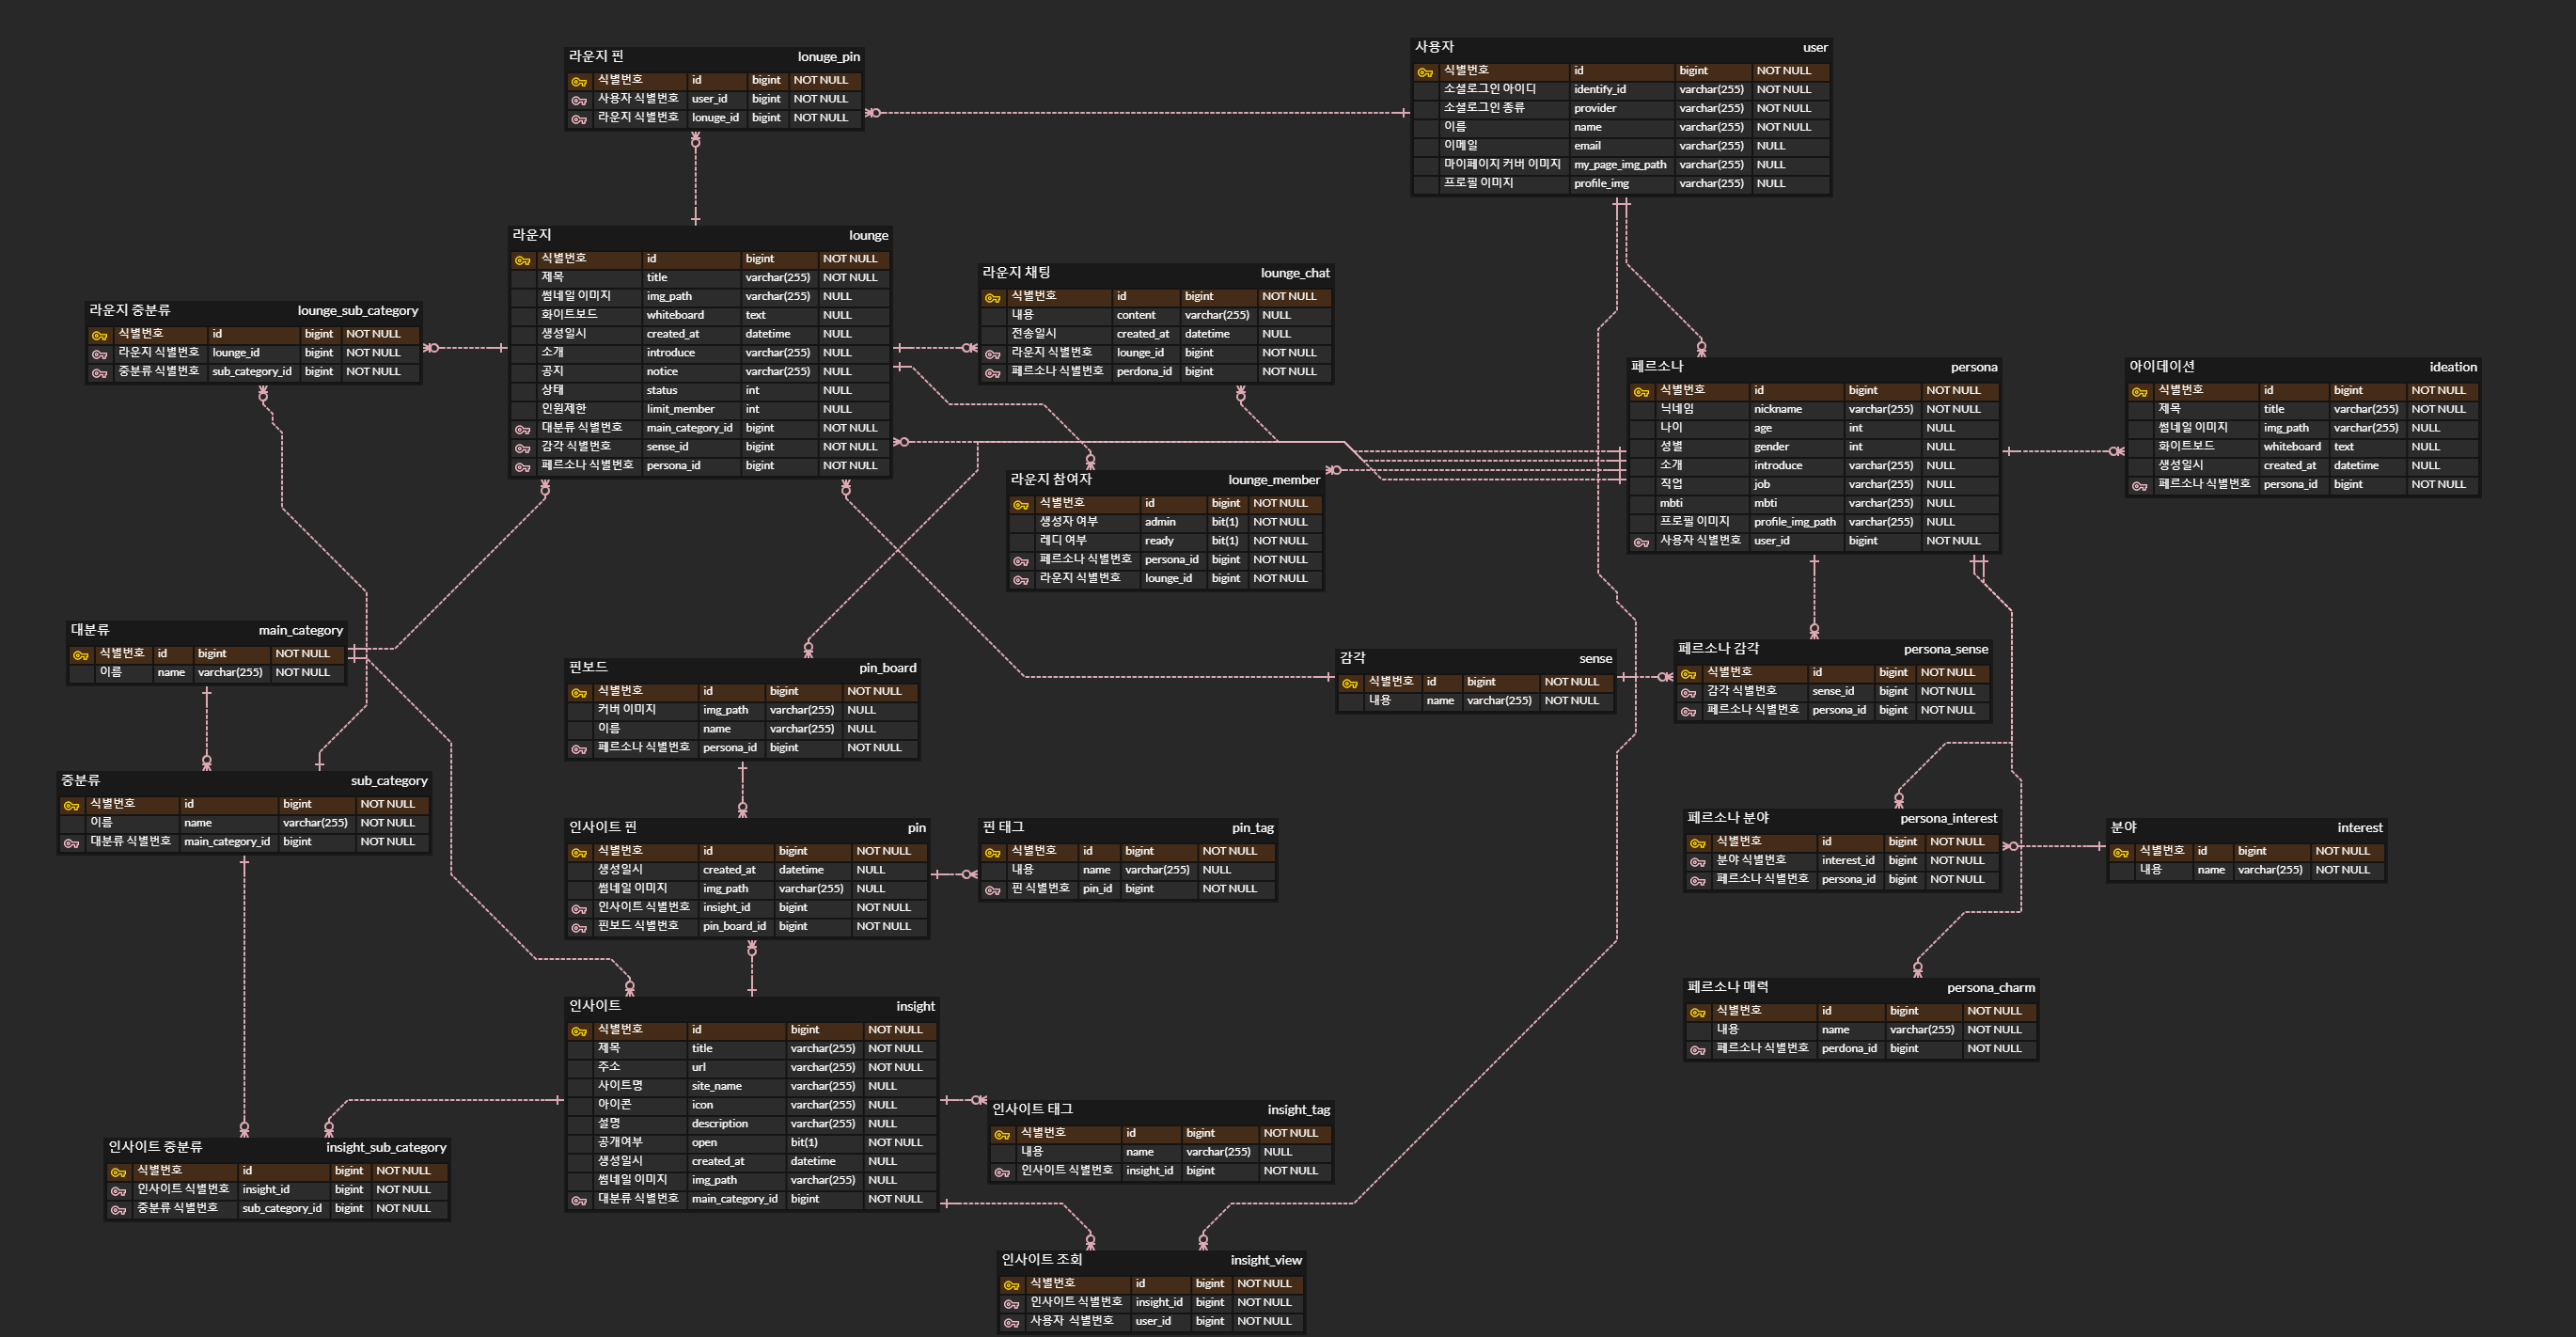 라운지 핀 lonuge_pin
식별번호 id bigint NOT NULL
사용자 식별번호 user_id bigint NOT NULL
라운지 식별번호 lonuge_id bigint NOT NULL
사용자 user
식별번호 id bigint NOT NULL
소셜로그인 아이디 identify_id varchar(255) NOT NULL
소셜로그인 종류 provider varchar(255) NOT NULL
이름 name varchar(255) NOT NULL
이메일 email varchar(255) NULL
마이페이지 커버 이미지 my_page_img_path varchar(255) NULL
프로필 이미지 profile_img varchar(255) NULL
라운지 lounge
식별번호 id bigint NOT NULL
제목 title varchar(255) NOT NULL
썸네일 이미지 img_path varchar(255) NULL
화이트보드 whiteboard text NULL
생성일시 created_at datetime NULL
소개 introduce varchar(255) NULL
공지 notice varchar(255) NULL
상태 status int NULL
인원제한 limit_member int NULL
대분류 식별번호 main_category_id bigint NOT NULL
감각 식별번호 sense_id bigint NOT NULL
페르소나 식별번호 persona_id bigint NOT NULL
라운지 채팅 lounge_chat
식별번호 id bigint NOT NULL
내용 content varchar(255) NULL
전송일시 created_at datetime NULL
라운지 식별번호 lounge_id bigint NOT NULL
페르소나 식별번호 perdona_id bigint NOT NULL
라운지 중분류 lounge_sub_category
식별번호 id bigint NOT NULL
라운지 식별번호 lounge_id bigint NOT NULL
중분류 식별번호 sub_category_id bigint NOT NULL
페르소나 persona
식별번호 id bigint NOT NULL
닉네임 nickname varchar(255) NOT NULL
나이 age int NULL
성별 gender int NULL
소개 introduce varchar(255) NULL
직업 job varchar(255) NULL
mbti mbti varchar(255) NULL
프로필 이미지 profile_img_path varchar(255) NULL
사용자 식별번호 user_id bigint NOT NULL
아이데이션 ideation
식별번호 id bigint NOT NULL
제목 title varchar(255) NOT NULL
썸네일 이미지 img_path varchar(255) NULL
화이트보드 whiteboard text NULL
생성일시 created_at datetime NULL
페르소나 식별번호 persona_id bigint NOT NULL
라운지 참여자 lounge_member
식별번호 id bigint NOT NULL
생성자 여부 admin bit(1) NOT NULL
레디 여부 ready bit(1) NOT NULL
페르소나 식별번호 persona_id bigint NOT NULL
라운지 식별번호 lounge_id bigint NOT NULL
대분류 main_category
식별번호 id bigint NOT NULL
이름 name varchar(255) NOT NULL
핀보드 pin_board
식별번호 id bigint NOT NULL
커버 이미지 img_path varchar(255) NULL
이름 name varchar(255) NULL
페르소나 식별번호 persona_id bigint NOT NULL
감각 sense
식별번호 id bigint NOT NULL
내용 name varchar(255) NOT NULL
페르소나 감각 persona_sense
식별번호 id bigint NOT NULL
감각 식별번호 sense_id bigint NOT NULL
페르소나 식별번호 persona_id bigint NOT NULL
중분류 sub_category
식별번호 id bigint NOT NULL
이름 name varchar(255) NOT NULL
대분류 식별번호 main_category_id bigint NOT NULL
인사이트 핀 pin
식별번호 id bigint NOT NULL
생성일시 created_at datetime NULL
썸네일 이미지 img_path varchar(255) NULL
인사이트 식별번호 insight_id bigint NOT NULL
핀보드 식별번호 pin_board_id bigint NOT NULL
핀 태그 pin_tag
식별번호 id bigint NOT NULL
내용 name varchar(255) NULL
핀 식별번호 pin_id bigint NOT NULL
페르소나 분야 persona_interest
식별번호 id bigint NOT NULL
분야 식별번호 interest_id bigint NOT NULL
페르소나 식별번호 persona_id bigint NOT NULL
분야 interest
식별번호 id bigint NOT NULL
내용 name varchar(255) NOT NULL
페르소나 매력 persona_charm
식별번호 id bigint NOT NULL
내용 name varchar(255) NOT NULL
페르소나 식별번호 perdona_id bigint NOT NULL
인사이트 insight
식별번호 id bigint NOT NULL
제목 title varchar(255) NOT NULL
주소 url varchar(255) NOT NULL
사이트명 site_name varchar(255) NULL
아이콘 icon varchar(255) NULL
설명 description varchar(255) NULL
공개여부 open bit(1) NOT NULL
생성일시 created_at datetime NULL
썸네일 이미지 img_path varchar(255) NULL
대분류 식별번호 main_category_id bigint NOT NULL
인사이트 태그 insight_tag
식별번호 id bigint NOT NULL
내용 name varchar(255) NULL
인사이트 식별번호 insight_id bigint NOT NULL
인사이트 중분류 insight_sub_category
식별번호 id bigint NOT NULL
인사이트 식별번호 insight_id bigint NOT NULL
중분류 식별번호 sub_category_id bigint NOT NULL
인사이트 조회 insight_view
식별번호 id bigint NOT NULL
인사이트 식별번호 insight_id bigint NOT NULL
사용자 식별번호 user_id bigint NOT NULL